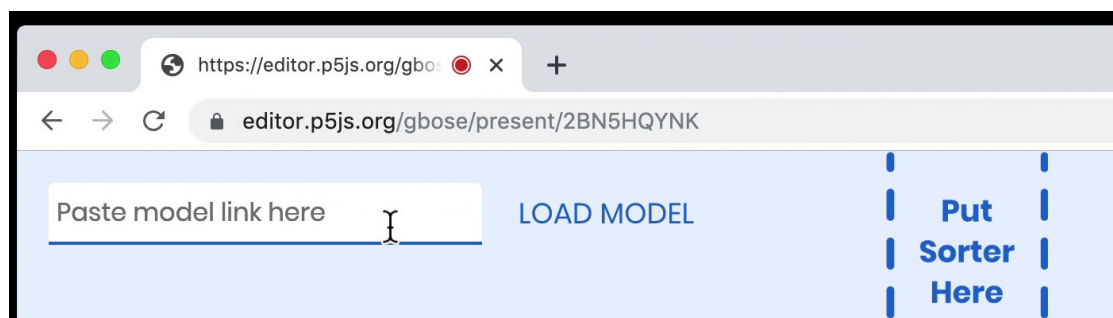 https://editor.p5js.org/gbo
editor.p5js.org/gbose/present/2BN5HQYNK
Paste model link here
LOAD MODEL
Put
Sorter
Here